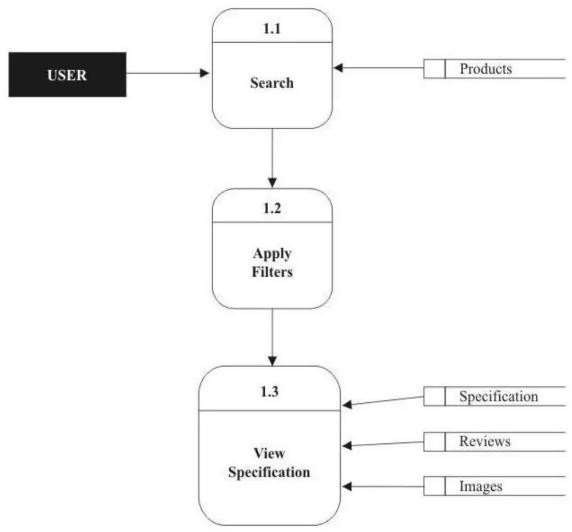 1.1
USER
Search
Products
1.2
Apply
Filters
1.3
Specification
Reviews
View
Specification
Images